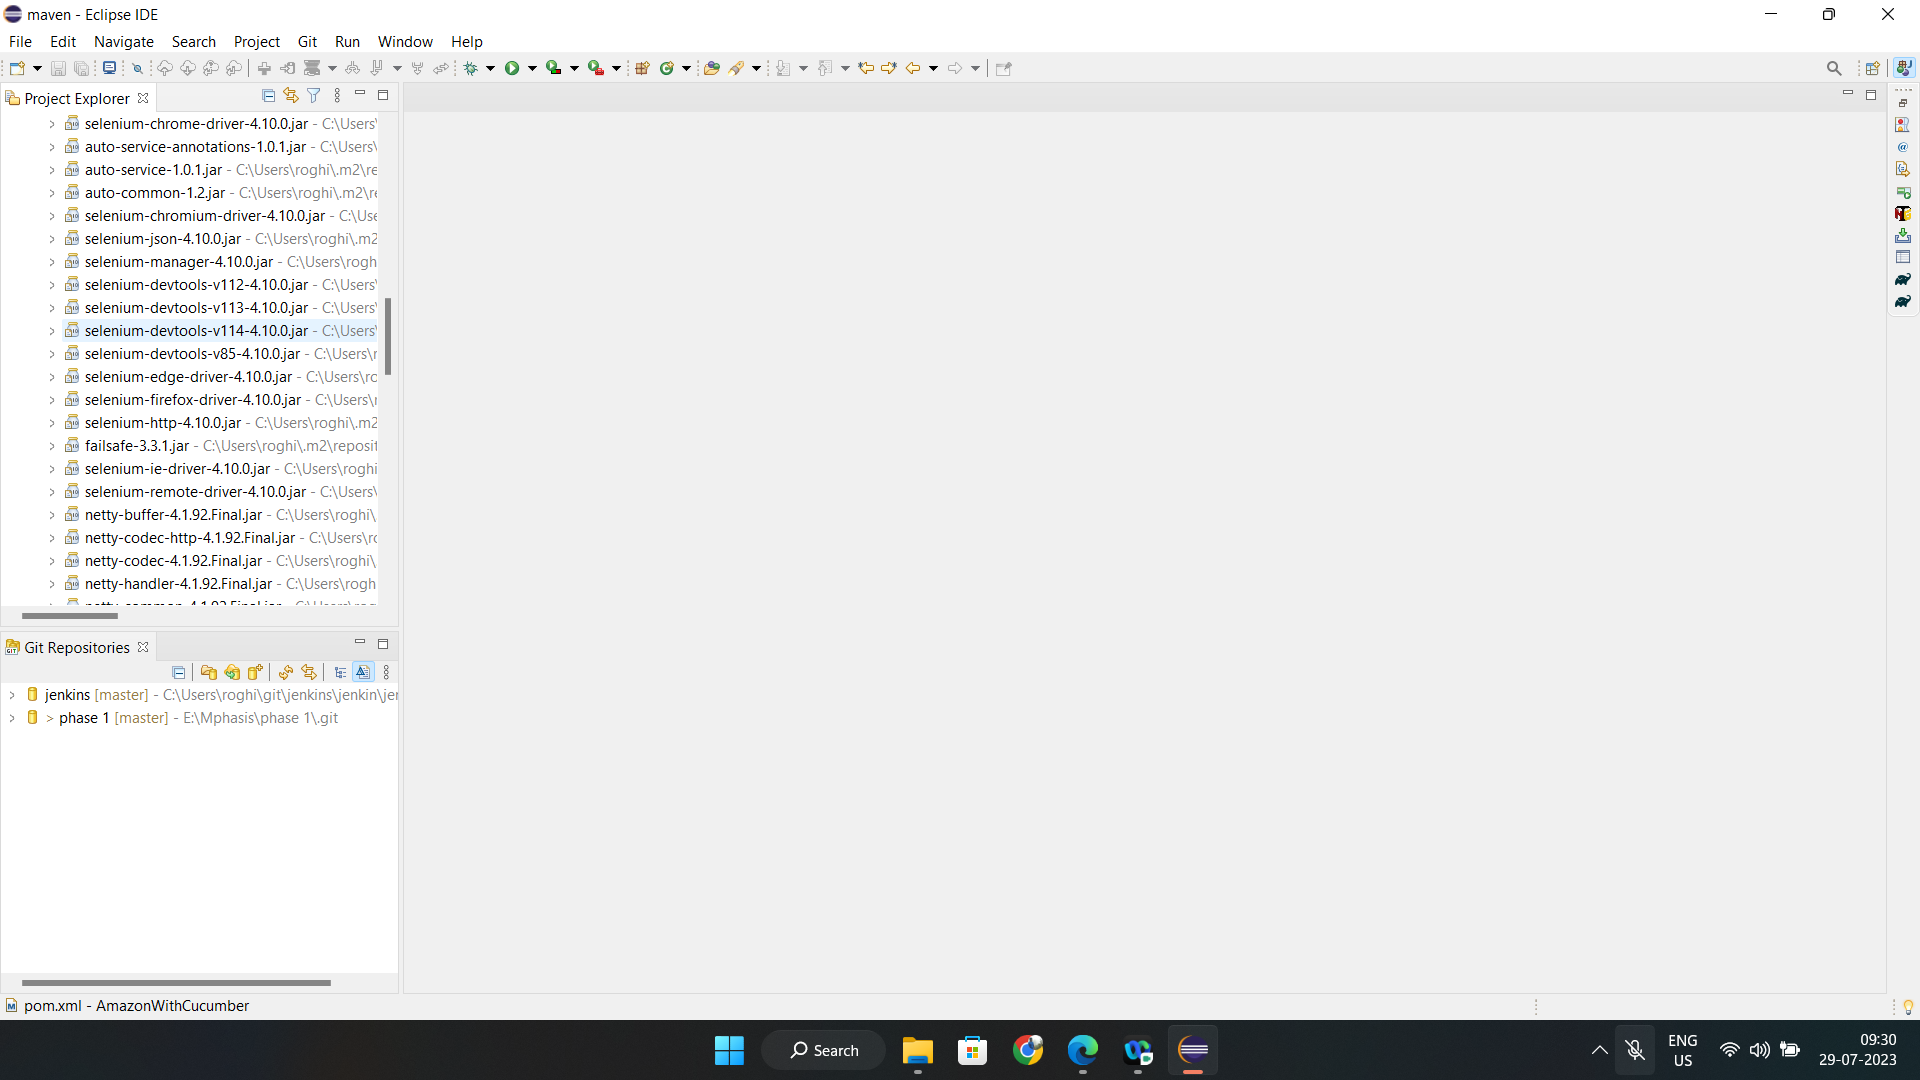 maven - Eclipse IDE
File Edit Navigate Search Project Git Run Window Help
Project Explorer
selenium-chrome-driver-4.10.0.jar - C:\Users\
auto-service-annotations-1.0.1.jar - C:\Users\
auto-service-1.0.1.jar - C:\Users\roghi\.m2\re
auto-common-1.2.jar - C:\Users\roghi\.m2\re
selenium-chromium-driver-4.10.0.jar - C:\Use
selenium-json-4.10.0.jar - C:\Users\roghi\.m2
selenium-manager-4.10.0.jar - C:\Users\rogh
selenium-devtools-v112-4.10.0.jar - C:\Users\
selenium-devtools-v113-4.10.0.jar - C:\Users\
selenium-devtools-v114-4.10.0.jar - C:\Users\
selenium-devtools-v85-4.10.0.jar - C:\Users\r
selenium-edge-driver-4.10.0.jar - C:\Users\ro
selenium-firefox-driver-4.10.0.jar - C:\Users\r
selenium-http-4.10.0.jar - C:\Users\roghi\.m2
failsafe-3.3.1.jar - C:\Users\roghi\.m2\reposit
selenium-ie-driver-4.10.0.jar - C:\Users\roghi
selenium-remote-driver-4.10.0.jar - C:\Users\
netty-buffer-4.1.92.Final.jar - C:\Users\roghi\
netty-codec-http-4.1.92.Final.jar - C:\Users\ro
netty-codec-4.1.92.Final.jar - C:\Users\roghi\
netty-handler-4.1.92.Final.jar - C:\Users\rogh
Git Repositories
jenkins [master] - C:\Users\roghi\git\jenkins\jenkin\jer
> phase 1 [master] - E:\Mphasis\phase 1\.git
pom.xml - AmazonWithCucumber
Search
ENG
US
09:30
29-07-2023